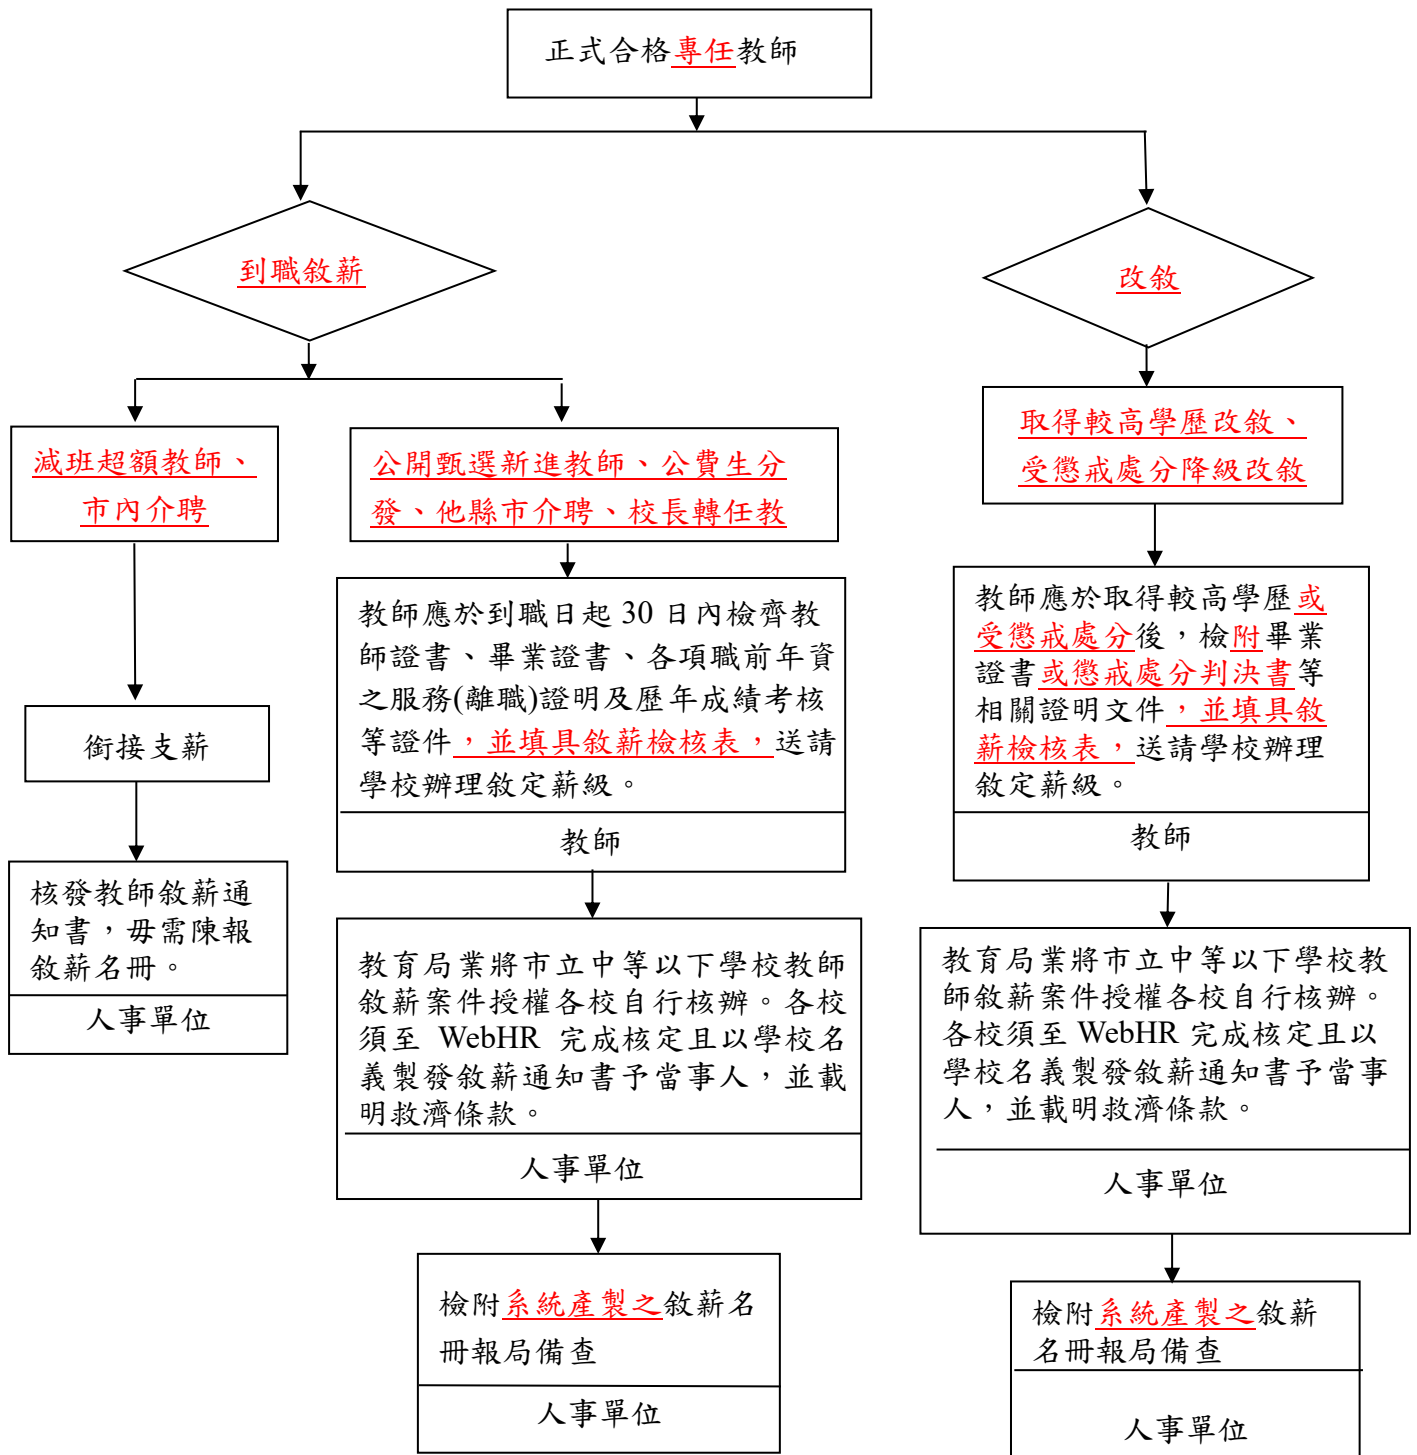 正式合格專任教師
到職敘薪
改敘
減班超額教師、
市內介聘
公開甄選新進教師、公費生分
發、他縣市介聘、校長轉任教
取得較高學歷改敘、
受懲戒處分降級改敘
銜接支薪
核發教師敘薪通
知書，毋需陳報
敘薪名冊。
人事單位
教師應於到職日起 30 日內檢齊教
師證書、畢業證書、各項職前年資
之服務(離職)證明及歷年成績考核
等證件，並填具敘薪檢核表，送請
學校辦理敘定薪級。
教師
教師應於取得較高學歷或
受懲戒處分後，檢附畢業
證書或懲戒處分判決書等
相關證明文件，並填具敘
薪檢核表，送請學校辦理
敘定薪級。
教師
教育局業將市立中等以下學校教師
敘薪案件授權各校自行核辦。各校
須至 WebHR 完成核定且以學校名
義製發敘薪通知書予當事人，並載
明救濟條款。
人事單位
教育局業將市立中等以下學校教
師敘薪案件授權各校自行核辦。
各校須至 WebHR 完成核定且以
學校名義製發敘薪通知書予當事
人，並載明救濟條款。
人事單位
檢附系統產製之敘薪名
冊報局備查
人事單位
檢附系統產製之敘薪
名冊報局備查
人事單位